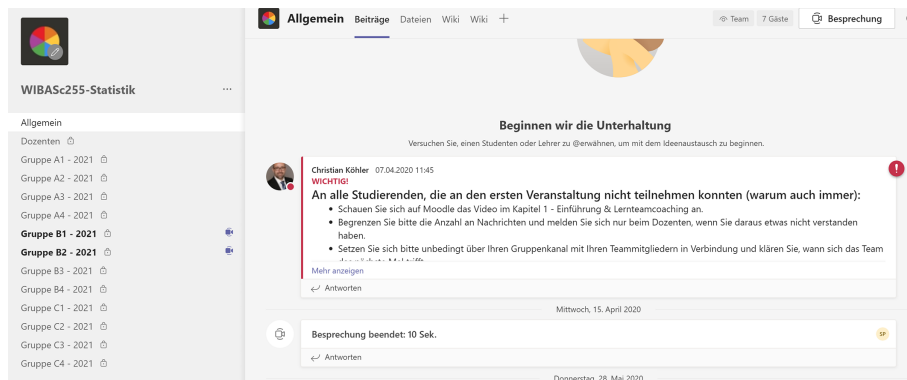 WIBASc255-Statistik
Allgemein
Dozenten
Gruppe A1 - 2021
Gruppe A2 - 2021
Gruppe A3 - 2021
Gruppe A4 - 2021
Gruppe B1 - 2021
Gruppe B2 - 2021
Gruppe B3 - 2021
Gruppe B4 - 2021
Gruppe C1 - 2021
Gruppe C2 - 2021
Gruppe C3 - 2021
Gruppe C4 - 2021
Allgemein Beiträge Dateien Wiki Wiki + Team 7 Gäste Besprechung
Beginnen wir die Unterhaltung
Versuchen Sie, einen Studenten oder Lehrer zu @erwähnen, um mit dem Ideenaustausch zu beginnen.
Christian Köhler 07.04.2020 11:45
WICHTIG!
An alle Studierenden, die an den ersten Veranstaltung nicht teilnehmen konnten (warum auch immer):
• Schauen Sie sich auf Moodle das Video im Kapitel 1 - Einführung & Lernteamcoaching an.
• Begrenzen Sie bitte die Anzahl an Nachrichten und melden Sie sich nur beim Dozenten, wenn Sie daraus etwas nicht verstanden
haben.
• Setzen Sie sich bitte unbedingt über Ihren Gruppenkanal mit Ihren Teammitgliedern in Verbindung und klären Sie, wann sich das Team
das nächste Mal trifft
Mehr anzeigen
Antworten
Mittwoch, 15. April 2020
Besprechung beendet: 10 Sek.
SP
Antworten
Donnerstag, 28. Mai 2020